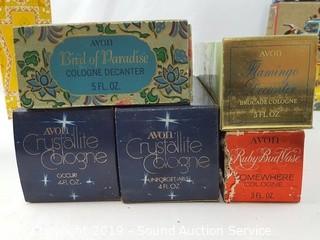 AVON
Bird of Paradise
COLOGNE DECANTER
5 FL. OZ.
AVON
Flamingo
Decanter
BROCADE COLOGNE
5 FL. OZ.
AVON
Crystallite
Cologne
OCCUR!
4 FL. OZ.
AVON
Crystallite
Cologne
UNFORGETTABLE
4 FL. OZ.
AVON
Ruby Bud Vase
SOMEWHERE
COLOGNE
3 FL. OZ.
Copyright 2019 - Sound Auction Service